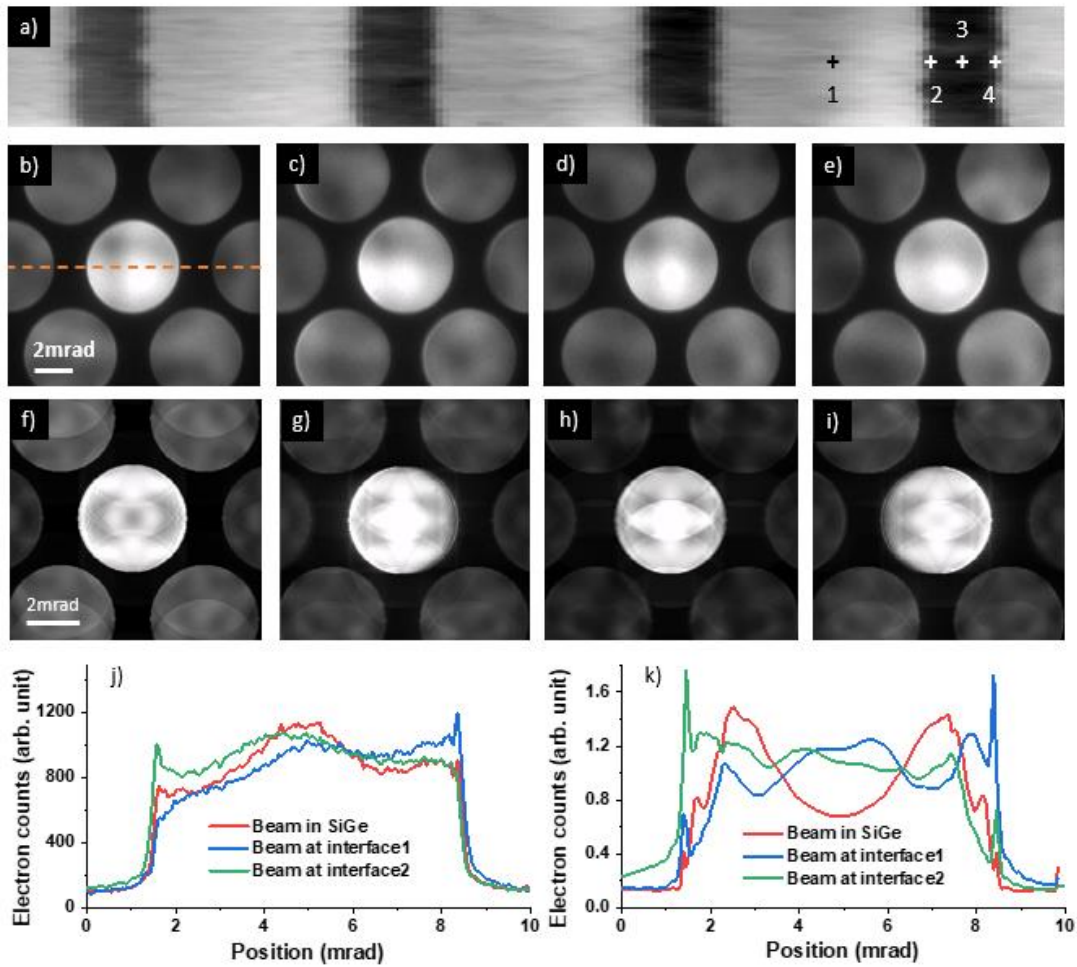 a)
3
1
2
4
b)
c)
d)
e)
2mrad
f)
g)
h)
i)
2mrad
j)
Electron counts (arb. unit)
1200
800
400
0
Beam in SiGe
Beam at interface1
Beam at interface2
0
2
4
6
8
10
Position (mrad)
k)
Electron counts (arb. unit)
1.6
1.2
0.8
0.4
0.0
Beam in SiGe
Beam at interface1
Beam at interface2
0
2
4
6
8
10
Position (mrad)